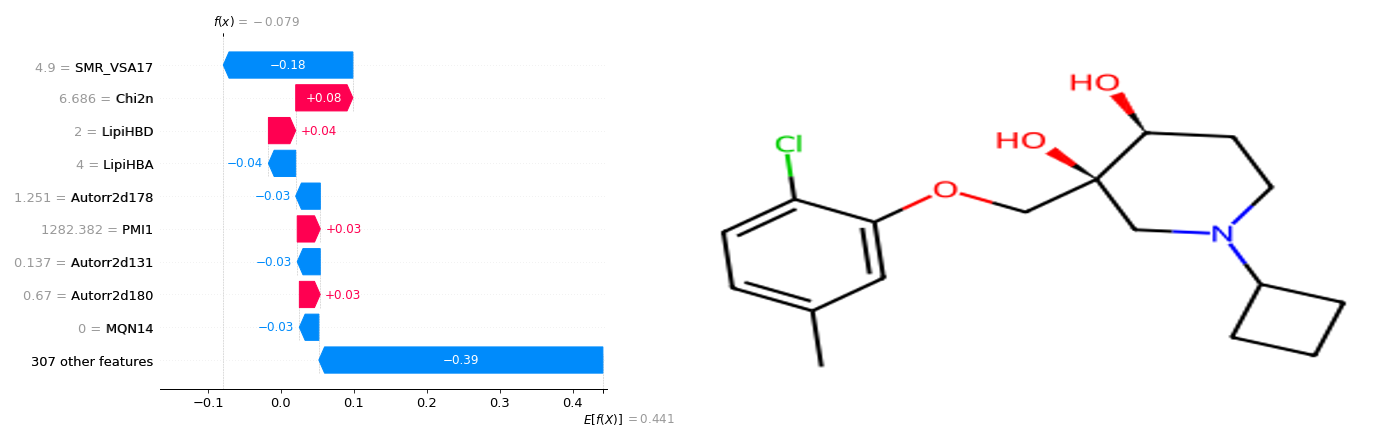 f(x) = −0.079
4.9 = SMR_VSA17
−0.18
6.686 = Chi2n
+0.08
2 = LipiHBD
+0.04
4 = LipiHBA
−0.04
1.251 = Autorr2d178
−0.03
1282.382 = PMI1
+0.03
0.137 = Autorr2d131
−0.03
0.67 = Autorr2d180
+0.03
0 = MQN14
−0.03
307 other features
−0.39
−0.1 0.0 0.1 0.2 0.3 0.4
E[f(X)] = 0.441
HO
HO
Cl
O
N